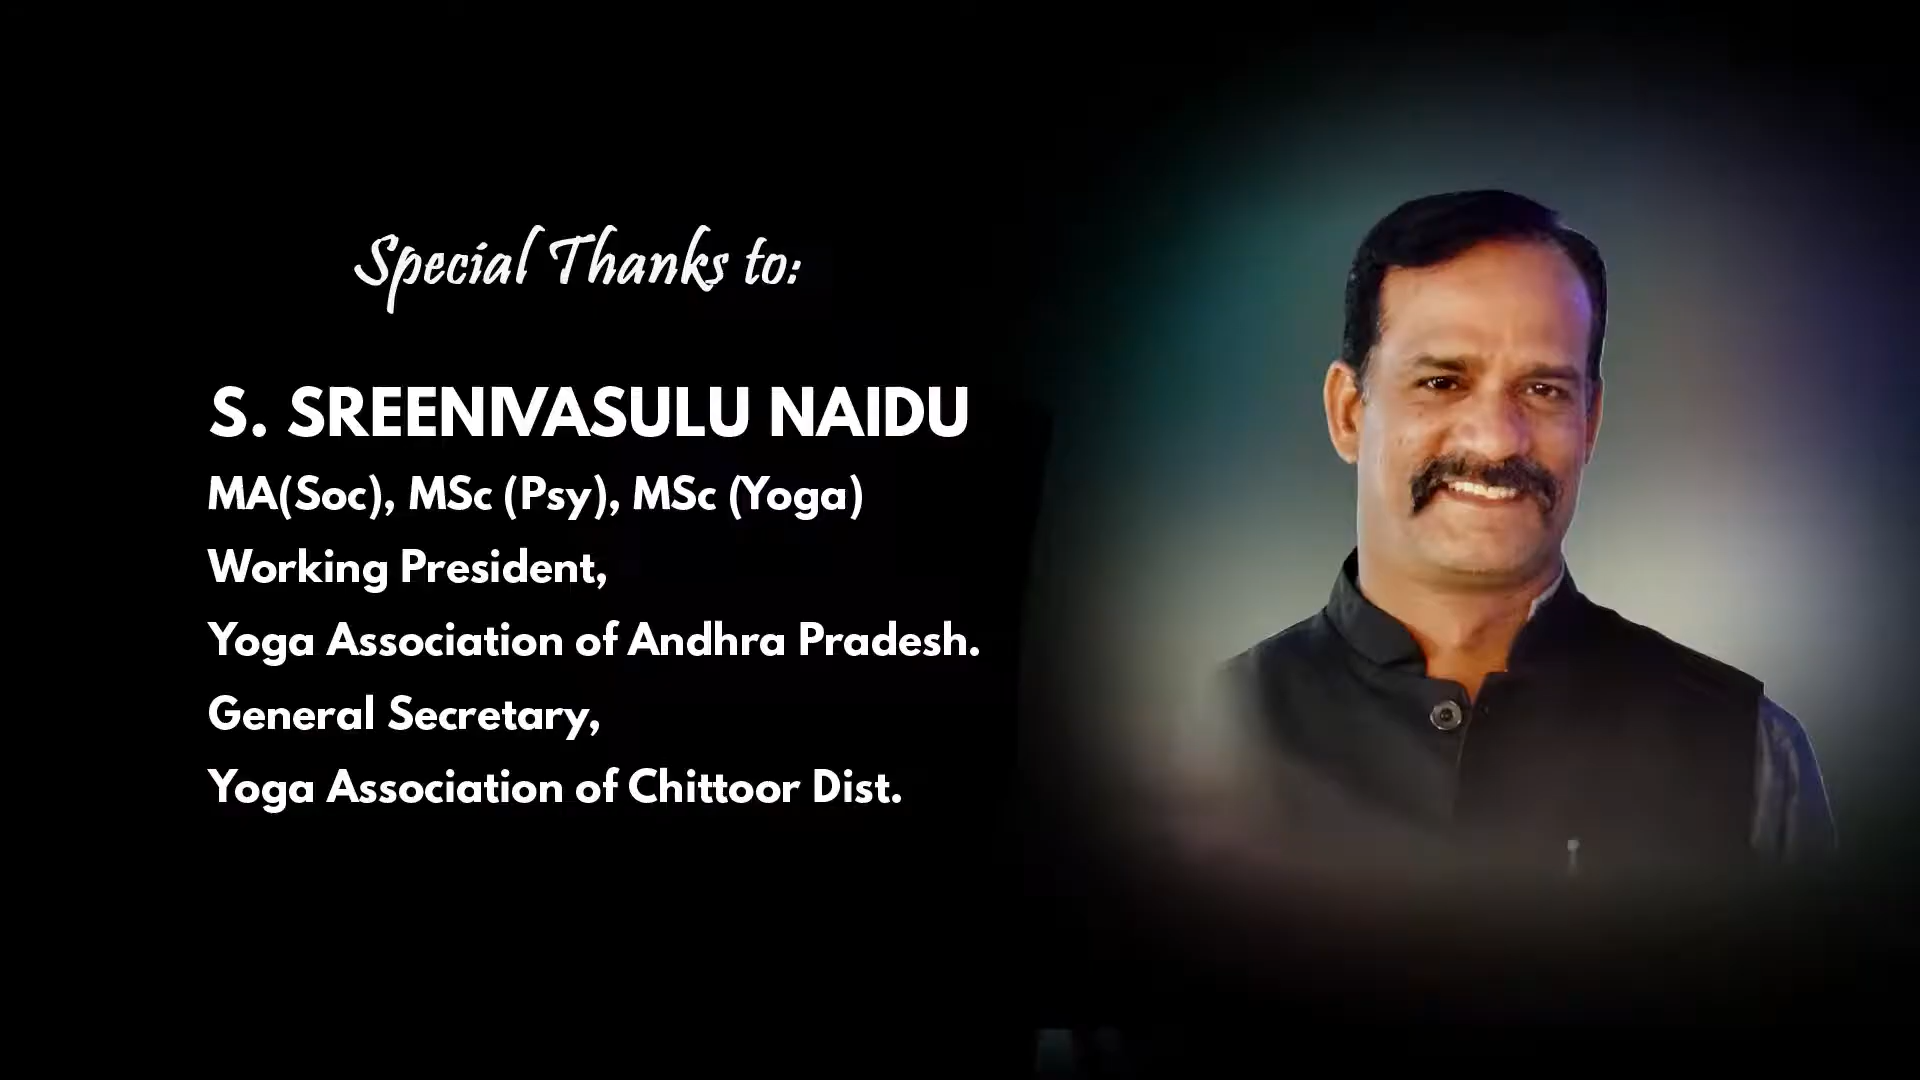 Special Thanks to:
S. SREENIVASULU NAIDU
MA(Soc), MSc (Psy), MSc (Yoga)
Working President,
Yoga Association of Andhra Pradesh.
General Secretary,
Yoga Association of Chittoor Dist.